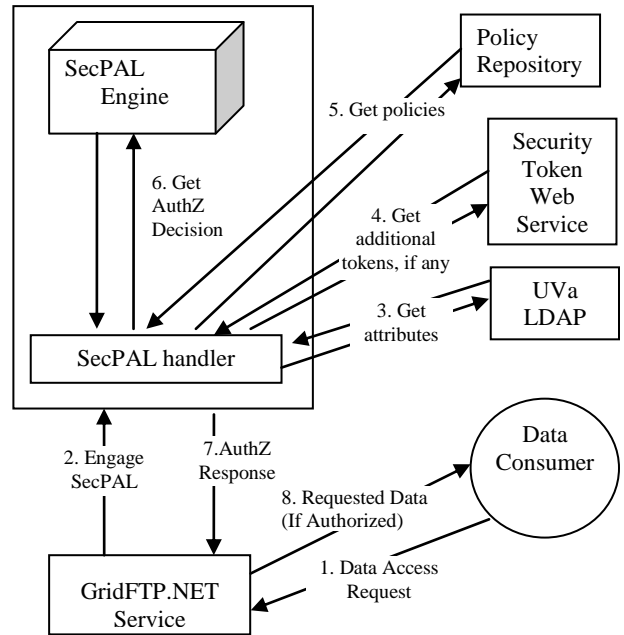 SecPAL
Engine
Policy
Repository
5. Get policies
Security
Token
Web
Service
6. Get
AuthZ
Decision
4. Get
additional
tokens, if any
3. Get
attributes
UVa
LDAP
SecPAL handler
2. Engage
SecPAL
7.AuthZ
Response
Data
Consumer
8. Requested Data
(If Authorized)
1. Data Access
Request
GridFTP.NET
Service